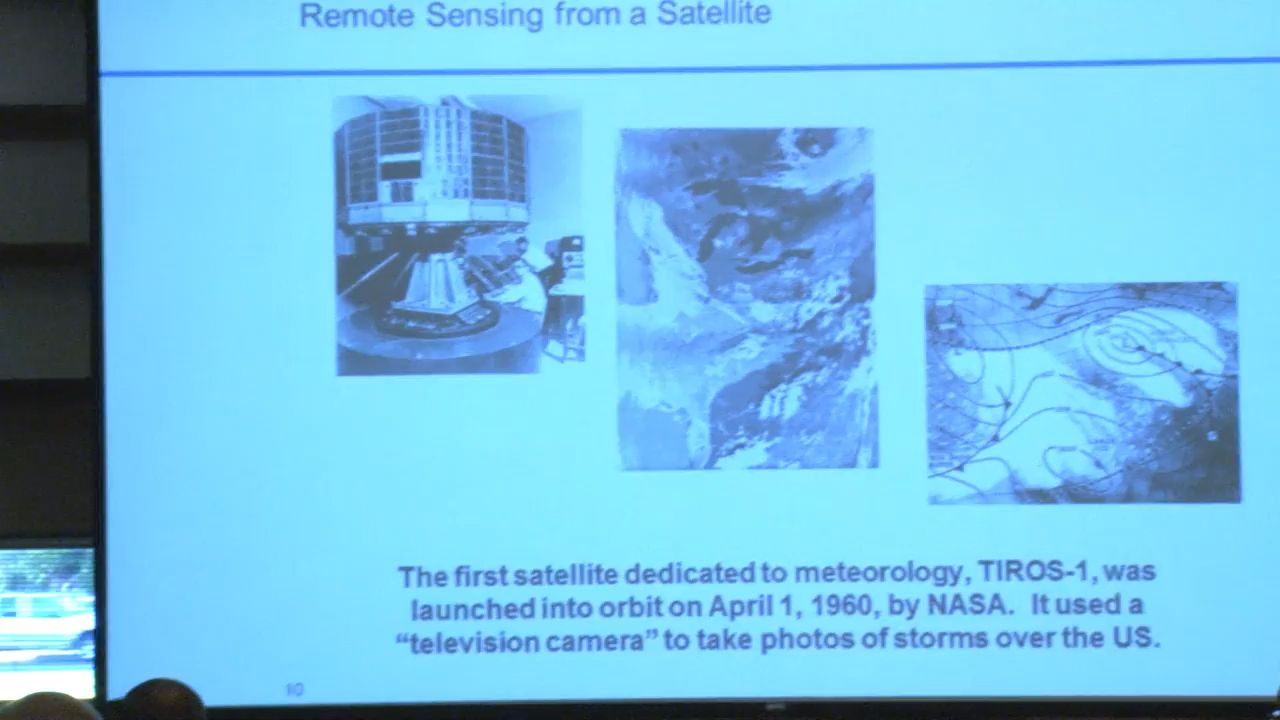 Remote Sensing from a Satellite
The first satellite dedicated to meteorology, TIROS-1, was
launched into orbit on April 1, 1960, by NASA. It used a
“television camera” to take photos of storms over the US.
10